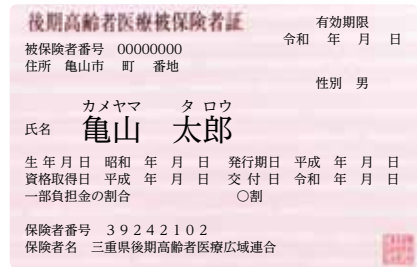 後期高齢者医療被保険者証
有効期限
令和 年 月 日
被保険者番号 00000000
住所 亀山市 町 番地
性別 男
カメヤマ タロウ
氏名 亀山 太郎
生年月日 昭和 年 月 日 発行期日 平成 年 月 日
資格取得日 平成 年 月 日 交付日 令和 年 月 日
一部負担金の割合 〇割
保険者番号 39242102
保険者名 三重県後期高齢者医療広域連合